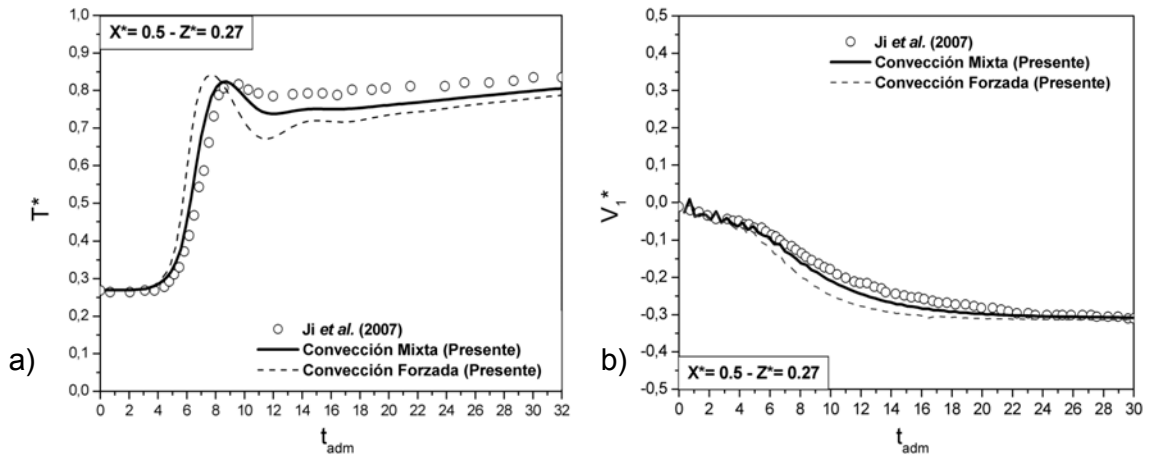 a)
X*= 0.5 - Z*= 0.27
T*
1,0
0,9
0,8
0,7
0,6
0,5
0,4
0,3
0,2
0,1
0,0
Ji et al. (2007)
Convección Mixta (Presente)
Convección Forzada (Presente)
0 2 4 6 8 10 12 14 16 18 20 22 24 26 28 30 32
tadm
b)
V1*
0,5
0,4
0,3
0,2
0,1
0,0
-0,1
-0,2
-0,3
-0,4
-0,5
Ji et al. (2007)
Convección Mixta (Presente)
Convección Forzada (Presente)
X*= 0.5 - Z*= 0.27
0 2 4 6 8 10 12 14 16 18 20 22 24 26 28 30
tadm